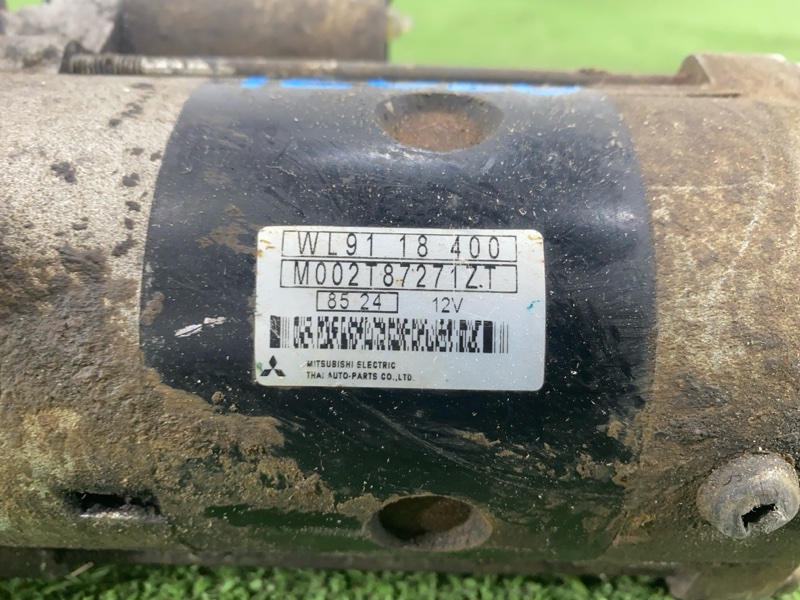 WL91 18 400
M002T87271ZT
85 24 12V
MITSUBISHI ELECTRIC
THAI AUTO-PARTS CO.,LTD.